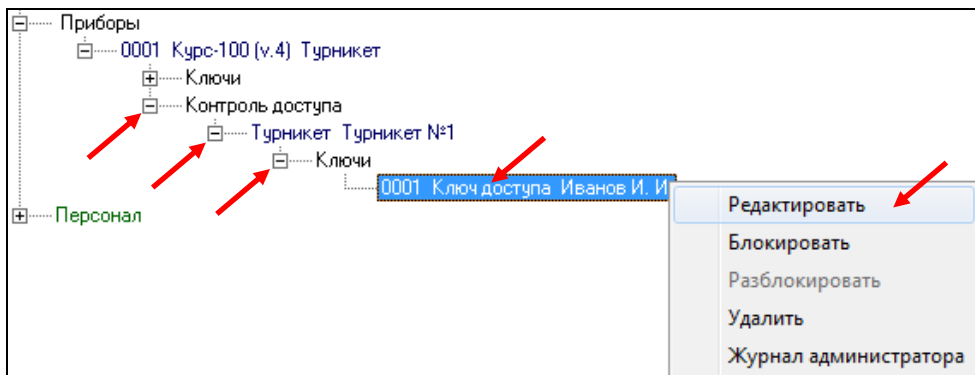 Приборы
0001 Курс-100 (v.4) Турникет
Ключи
Контроль доступа
Турникет Турникет №1
Ключи
0001 Ключ доступа Иванов И. И
Персонал
Редактировать
Блокировать
Разблокировать
Удалить
Журнал администратора